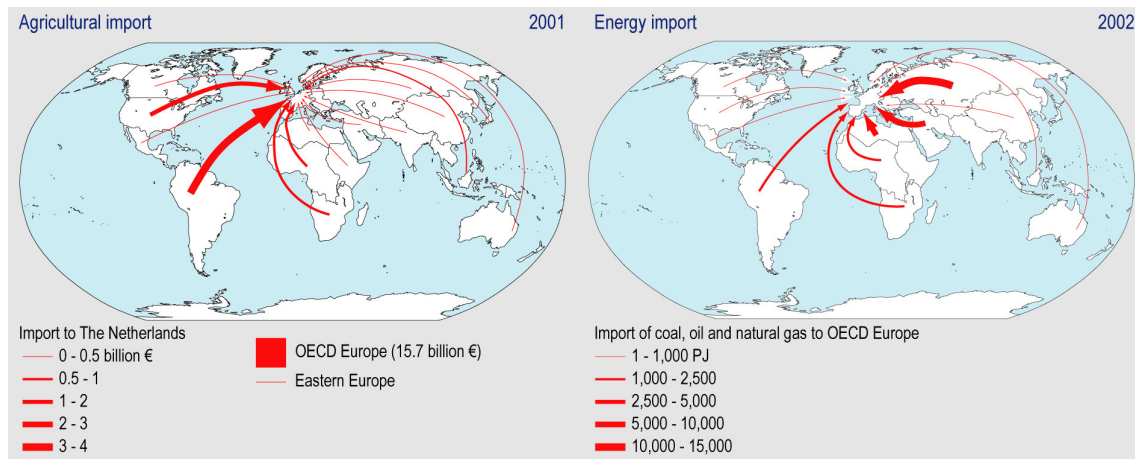 Agricultural import 2001
Import to The Netherlands
0 - 0.5 billion €
0.5 - 1
1 - 2
2 - 3
3 - 4
OECD Europe (15.7 billion €)
Eastern Europe
Energy import 2002
Import of coal, oil and natural gas to OECD Europe
1 - 1,000 PJ
1,000 - 2,500
2,500 - 5,000
5,000 - 10,000
10,000 - 15,000